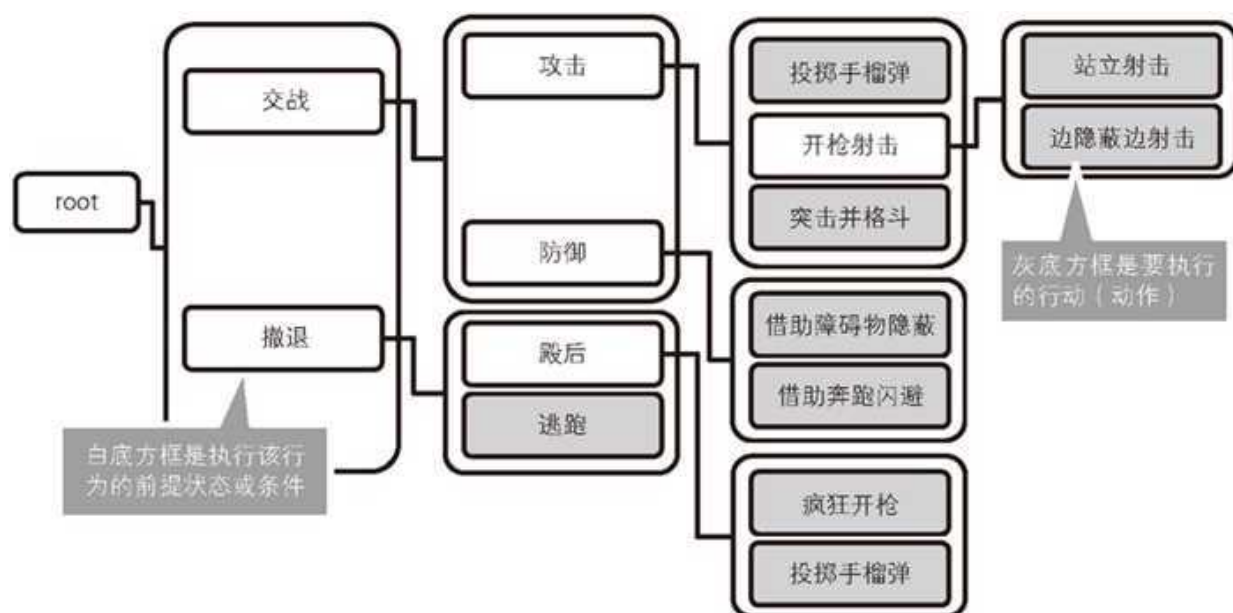 root
交战
撤退
白底方框是执行该行
为的前提状态或条件
攻击
防御
殿后
逃跑
投掷手榴弹
开枪射击
突击并格斗
借助障碍物隐蔽
借助奔跑闪避
疯狂开枪
投掷手榴弹
站立射击
边隐蔽边射击
灰底方框是要执行
的行动（动作）